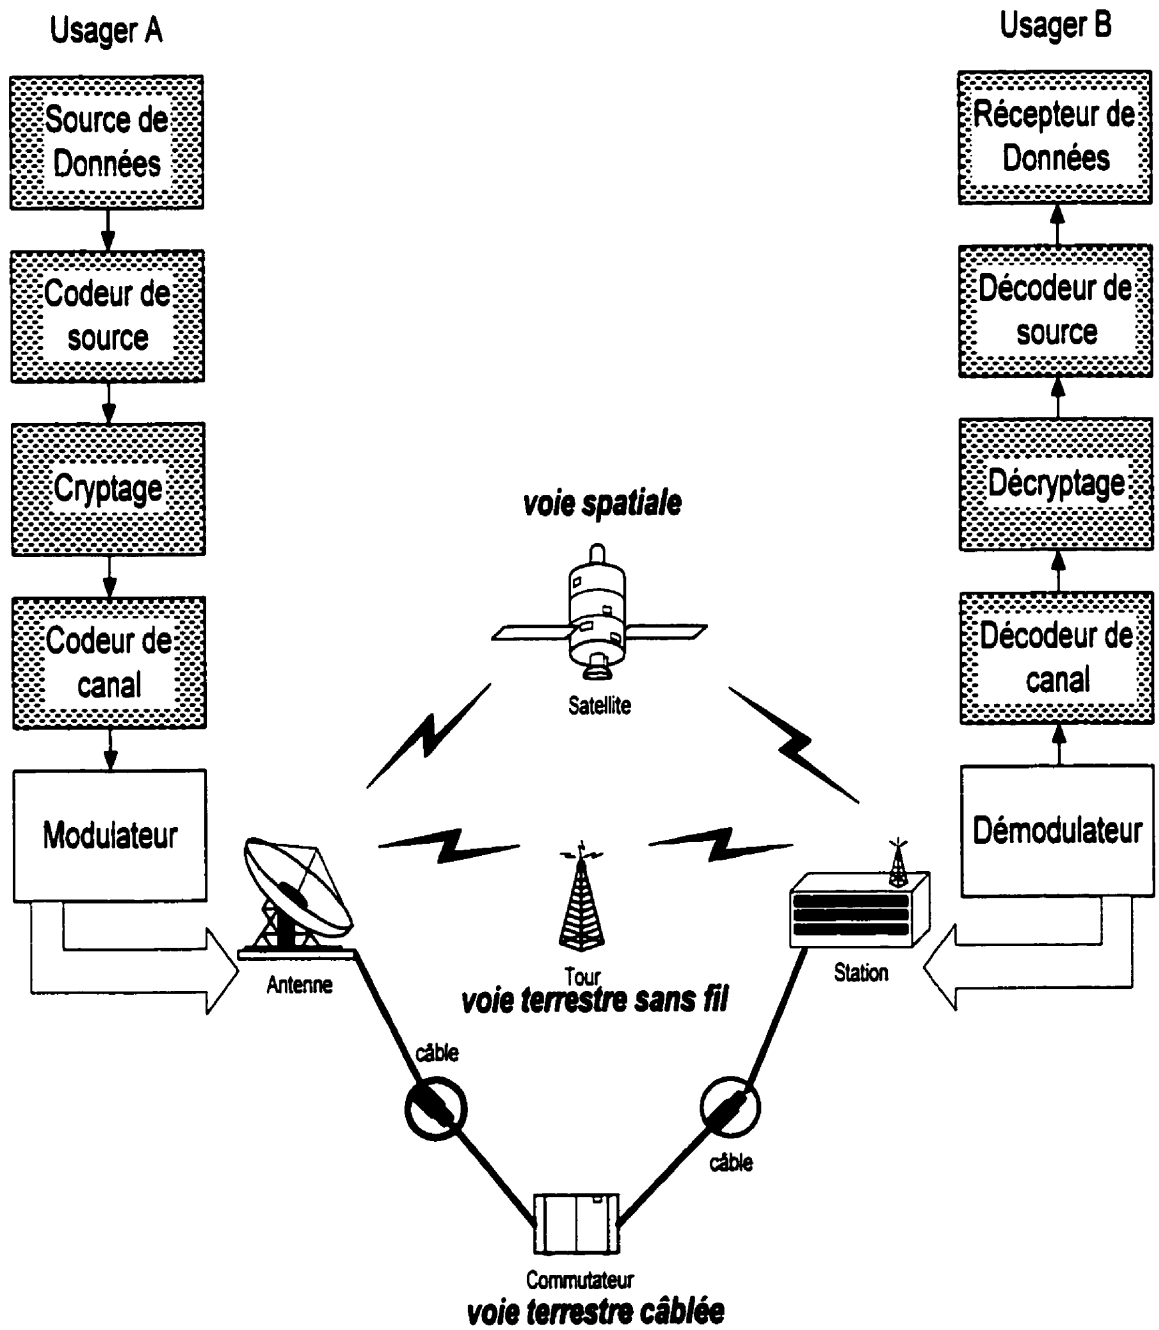 Usager A
Source de
Données
Codeur de
source
Cryptage
Codeur de
canal
Modulateur
voie spatiale
Satellite
Antenne
Tour
voie terrestre sans fil
Station
câble
câble
Commutateur
voie terrestre câblée
Usager B
Récepteur de
Données
Décodeur de
source
Décryptage
Décodeur de
canal
Démodulateur